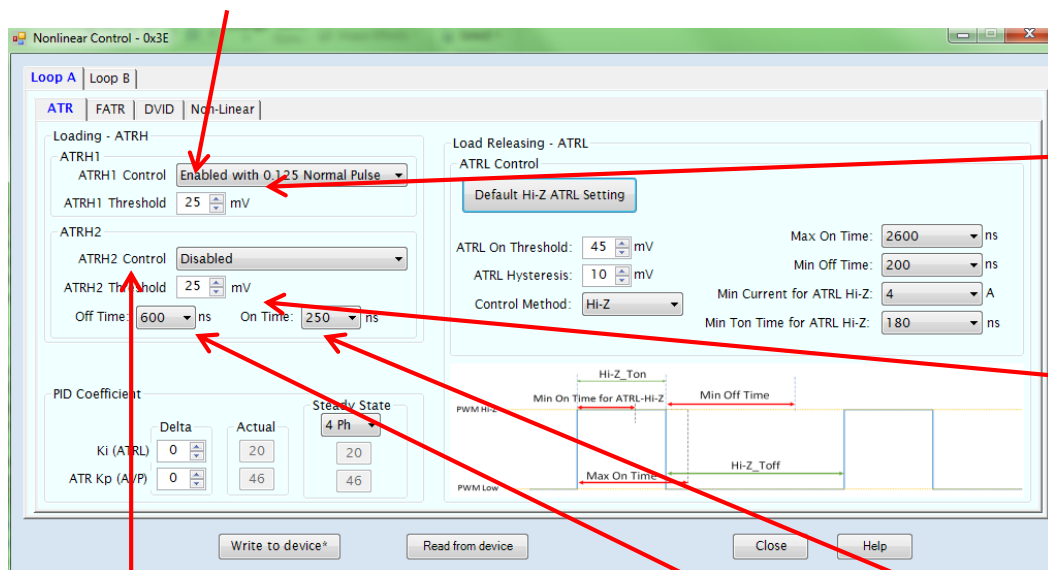 Nonlinear Control - 0x3E
Loop A Loop B
ATR FATR DVID Non-Linear
Loading - ATRH
ATRH1
ATRH1 Control Enabled with 0.125 Normal Pulse
ATRH1 Threshold 25 mV
ATRH2
ATRH2 Control Disabled
ATRH2 Threshold 25 mV
Off Time: 600 ns On Time: 250 ns
PID Coefficient
Delta Actual Steady State
4 Ph
Ki (ATRL) 0 20 20
ATR Kp (AVP) 0 46 46
Load Releasing - ATRL
ATRL Control
Default Hi-Z ATRL Setting
ATRL On Threshold: 45 mV
ATRL Hysteresis: 10 mV
Control Method: Hi-Z
Max On Time: 2600 ns
Min Off Time: 200 ns
Min Current for ATRL Hi-Z: 4 A
Min Ton Time for ATRL Hi-Z: 180 ns
Hi-Z_Ton
Min On Time for ATRL-Hi-Z Min Off Time
PWM Hi-Z
Hi-Z_Toff
Max On Time
PWM Low
Write to device* Read from device Close Help